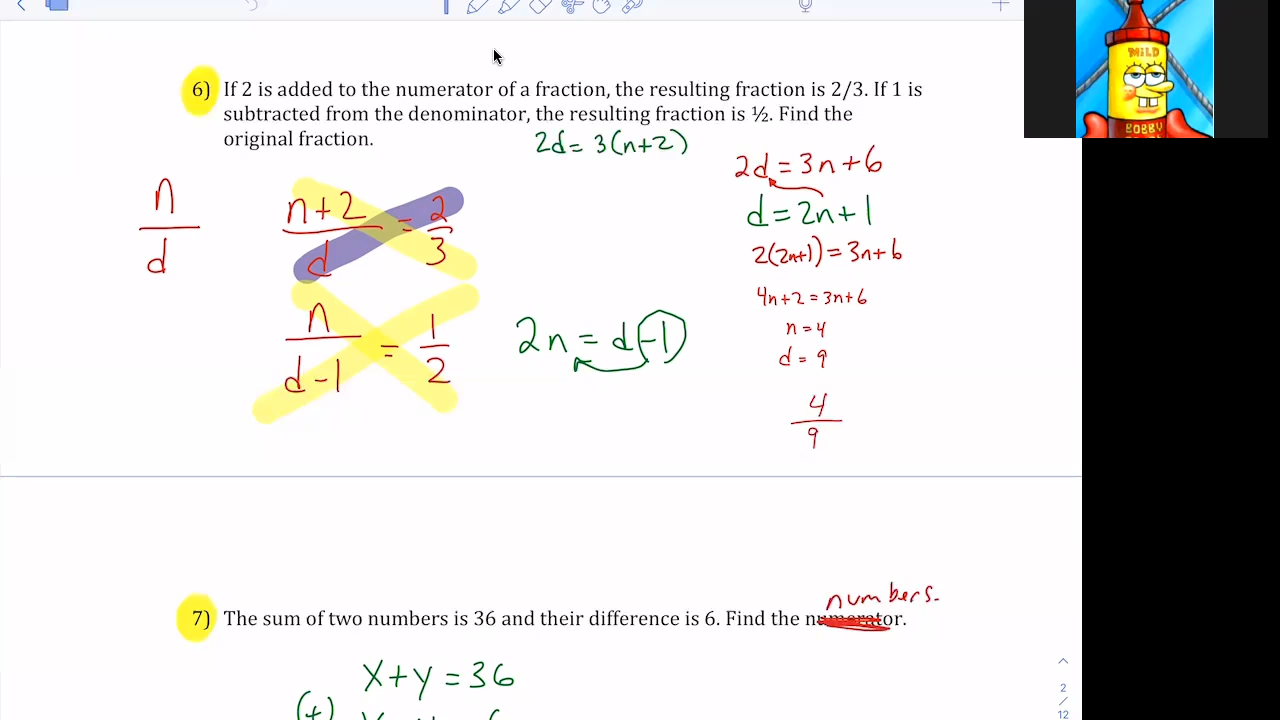 MILD
BOBBY
6) If 2 is added to the numerator of a fraction, the resulting fraction is 2/3. If 1 is
subtracted from the denominator, the resulting fraction is ½. Find the
original fraction.
2d = 3(n+2)
n
d
n+2
d
=
2
3
n
d-1
=
1
2
2n = d-1
2d = 3n+6
d = 2n+1
2(2n+1) = 3n+6
4n+2 = 3n+6
n = 4
d = 9
4
9
numbers.
7) The sum of two numbers is 36 and their difference is 6. Find the numerator.
x+y = 36
(+)
2
/
12